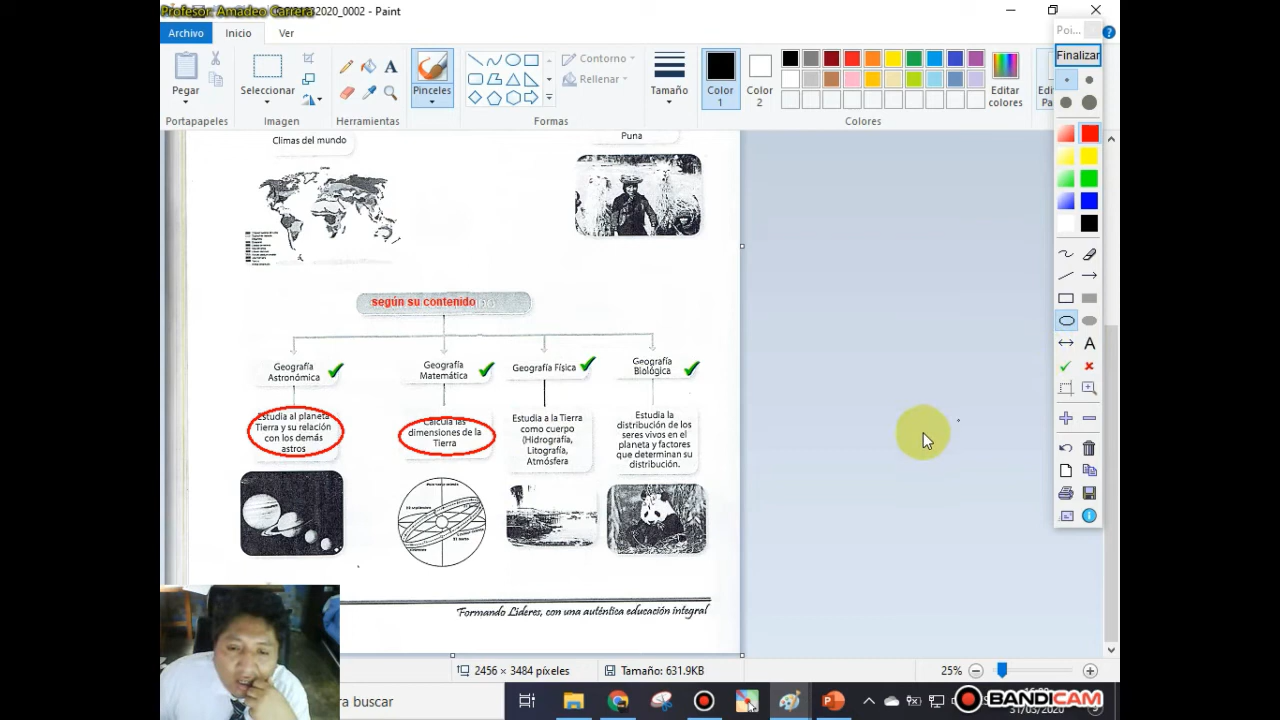 Profesor: Amadeo Carrera
2020_0002 - Paint
Archivo
Inicio
Ver
Poi...
Finalizar
Pegar
Seleccionar
Pinceles
Contorno
Rellenar
Tamaño
Color 1
Color 2
Editar colores
Portapapeles
Imagen
Herramientas
Formas
Colores
Climas del mundo
Puna
según su contenido
Geografía
Astronómica
Geografía
Matemática
Geografía Física
Geografía
Biológica
Estudia al planeta
Tierra y su relación
con los demás
astros
Calcula las
dimensiones de la
Tierra
Estudia a la Tierra
como cuerpo
(Hidrografía,
Litografía,
Atmósfera
Estudia la
distribución de los
seres vivos en el
planeta y factores
que determinan su
distribución.
Formando Lideres, con una auténtica educación integral
2456 × 3484 píxeles
Tamaño: 631.9KB
25%
ra buscar
31/03/2020
BANDICAM